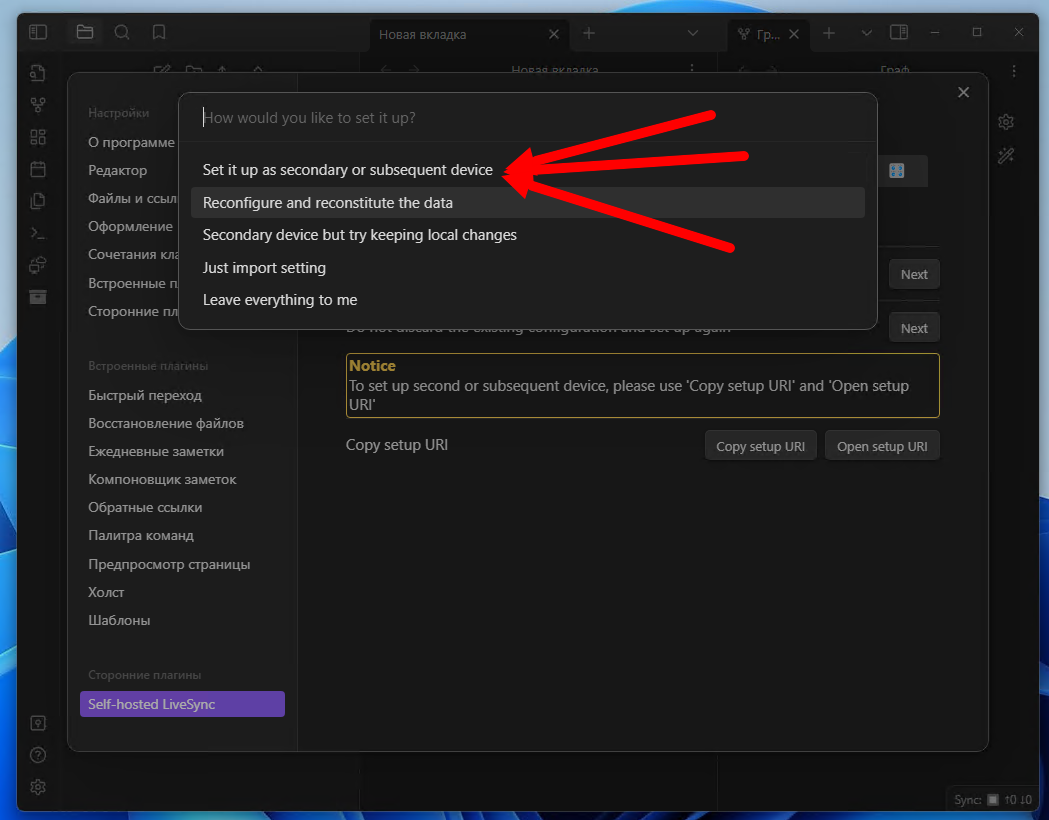 Новая вкладка
Гр...
Новая вкладка
Граф
Настройки
О программе
Редактор
Файлы и ссыл
Оформление
Сочетания кла
Встроенные п
Сторонние пл
Встроенные плагины
Быстрый переход
Восстановление файлов
Ежедневные заметки
Компоновщик заметок
Обратные ссылки
Палитра команд
Предпросмотр страницы
Холст
Шаблоны
Сторонние плагины
Self-hosted LiveSync
How would you like to set it up?
Set it up as secondary or subsequent device
Reconfigure and reconstitute the data
Secondary device but try keeping local changes
Just import setting
Leave everything to me
Next
Do not discard the existing configuration and set up again
Next
Notice
To set up second or subsequent device, please use 'Copy setup URI' and 'Open setup
URI'
Copy setup URI
Copy setup URI
Open setup URI
Sync: ⏹ ↑0 ↓0